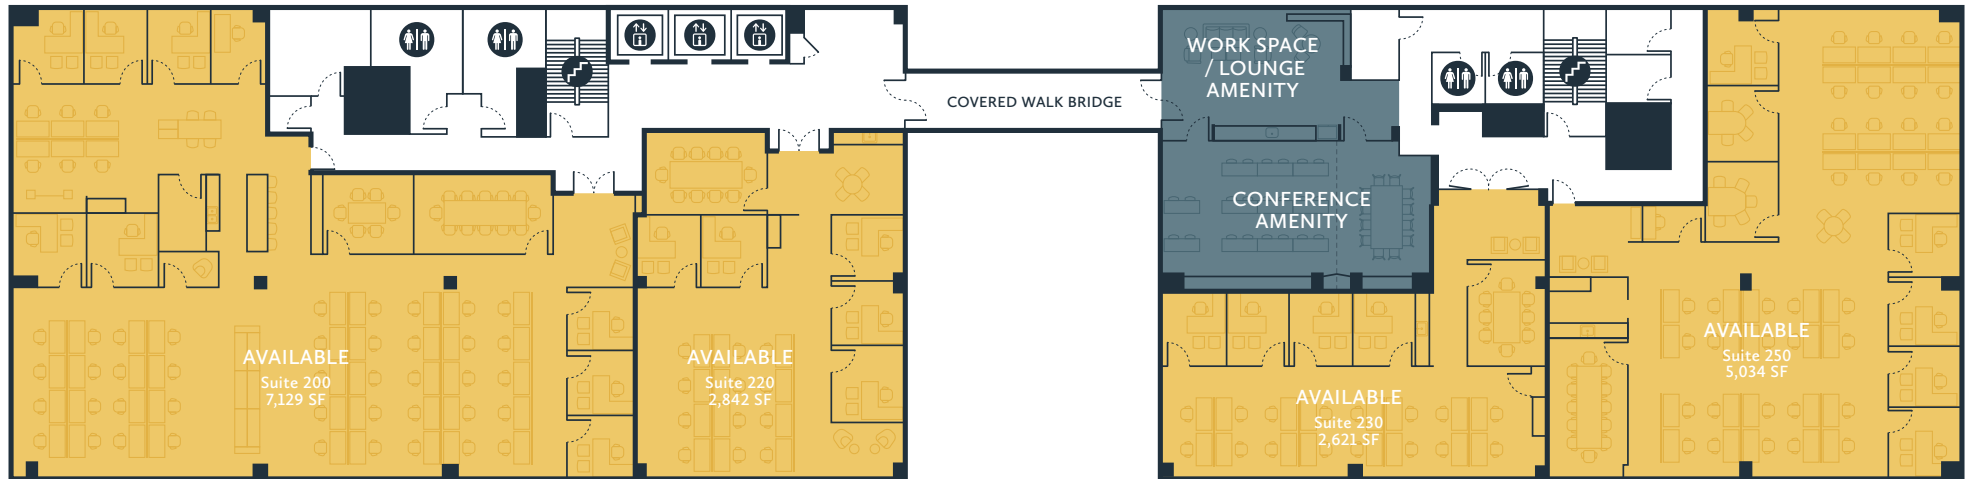 WORK SPACE
/ LOUNGE
AMENITY
COVERED WALK BRIDGE
CONFERENCE
AMENITY
AVAILABLE
Suite 200
7,129 SF
AVAILABLE
Suite 220
2,842 SF
AVAILABLE
Suite 230
2,621 SF
AVAILABLE
Suite 250
5,034 SF